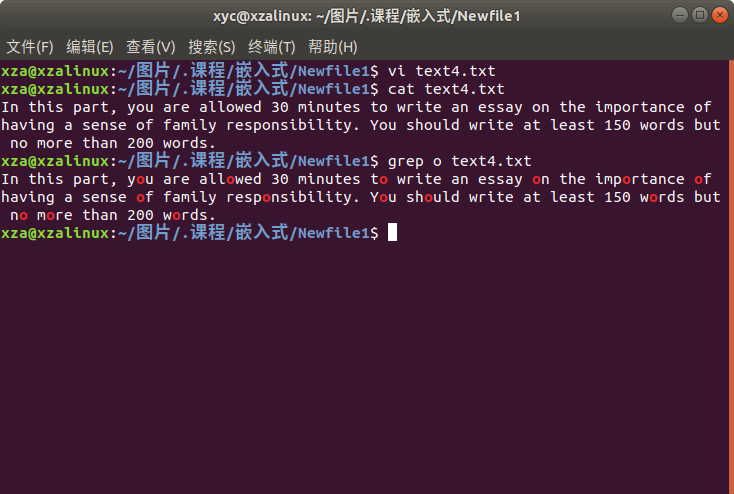 xyc@xzalinux: ~/图片/.课程/嵌入式/Newfile1
文件(F) 编辑(E) 查看(V) 搜索(S) 终端(T) 帮助(H)
xza@xzalinux:~/图片/.课程/嵌入式/Newfile1$ vi text4.txt
xza@xzalinux:~/图片/.课程/嵌入式/Newfile1$ cat text4.txt
In this part, you are allowed 30 minutes to write an essay on the importance of
having a sense of family responsibility. You should write at least 150 words but
no more than 200 words.
xza@xzalinux:~/图片/.课程/嵌入式/Newfile1$ grep o text4.txt
In this part, you are allowed 30 minutes to write an essay on the importance of
having a sense of family responsibility. You should write at least 150 words but
no more than 200 words.
xza@xzalinux:~/图片/.课程/嵌入式/Newfile1$